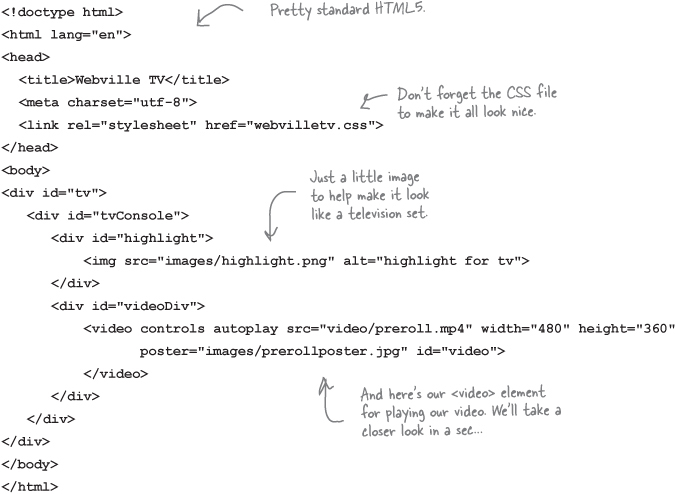 <!doctype html>
Pretty standard HTML5.
<html lang="en">
<head>
<title>Webville TV</title>
<meta charset="utf-8">
<link rel="stylesheet" href="webvilletv.css">
Don't forget the CSS file
to make it all look nice.
</head>
<body>
<div id="tv">
Just a little image
to help make it look
like a television set.
<div id="tvConsole">
<div id="highlight">
<img src="images/highlight.png" alt="highlight for tv">
</div>
<div id="videoDiv">
<video controls autoplay src="video/preroll.mp4" width="480" height="360"
poster="images/prerollposter.jpg" id="video">
</video>
And here's our <video> element
for playing our video. We'll take a
closer look in a sec...
</div>
</div>
</div>
</body>
</html>